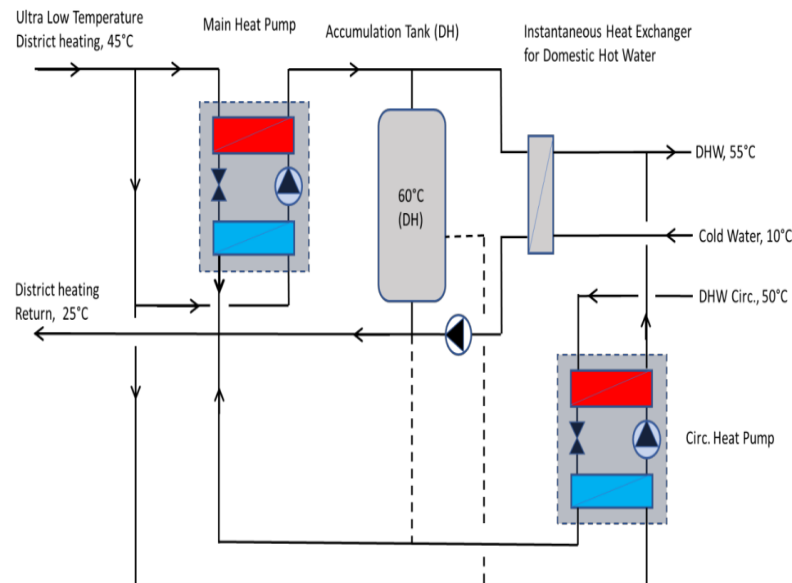 Ultra Low Temperature
District heating, 45°C
Main Heat Pump
Accumulation Tank (DH)
Instantaneous Heat Exchanger
for Domestic Hot Water
DHW, 55°C
60°C
(DH)
Cold Water, 10°C
District heating
Return, 25°C
DHW Circ., 50°C
Circ. Heat Pump